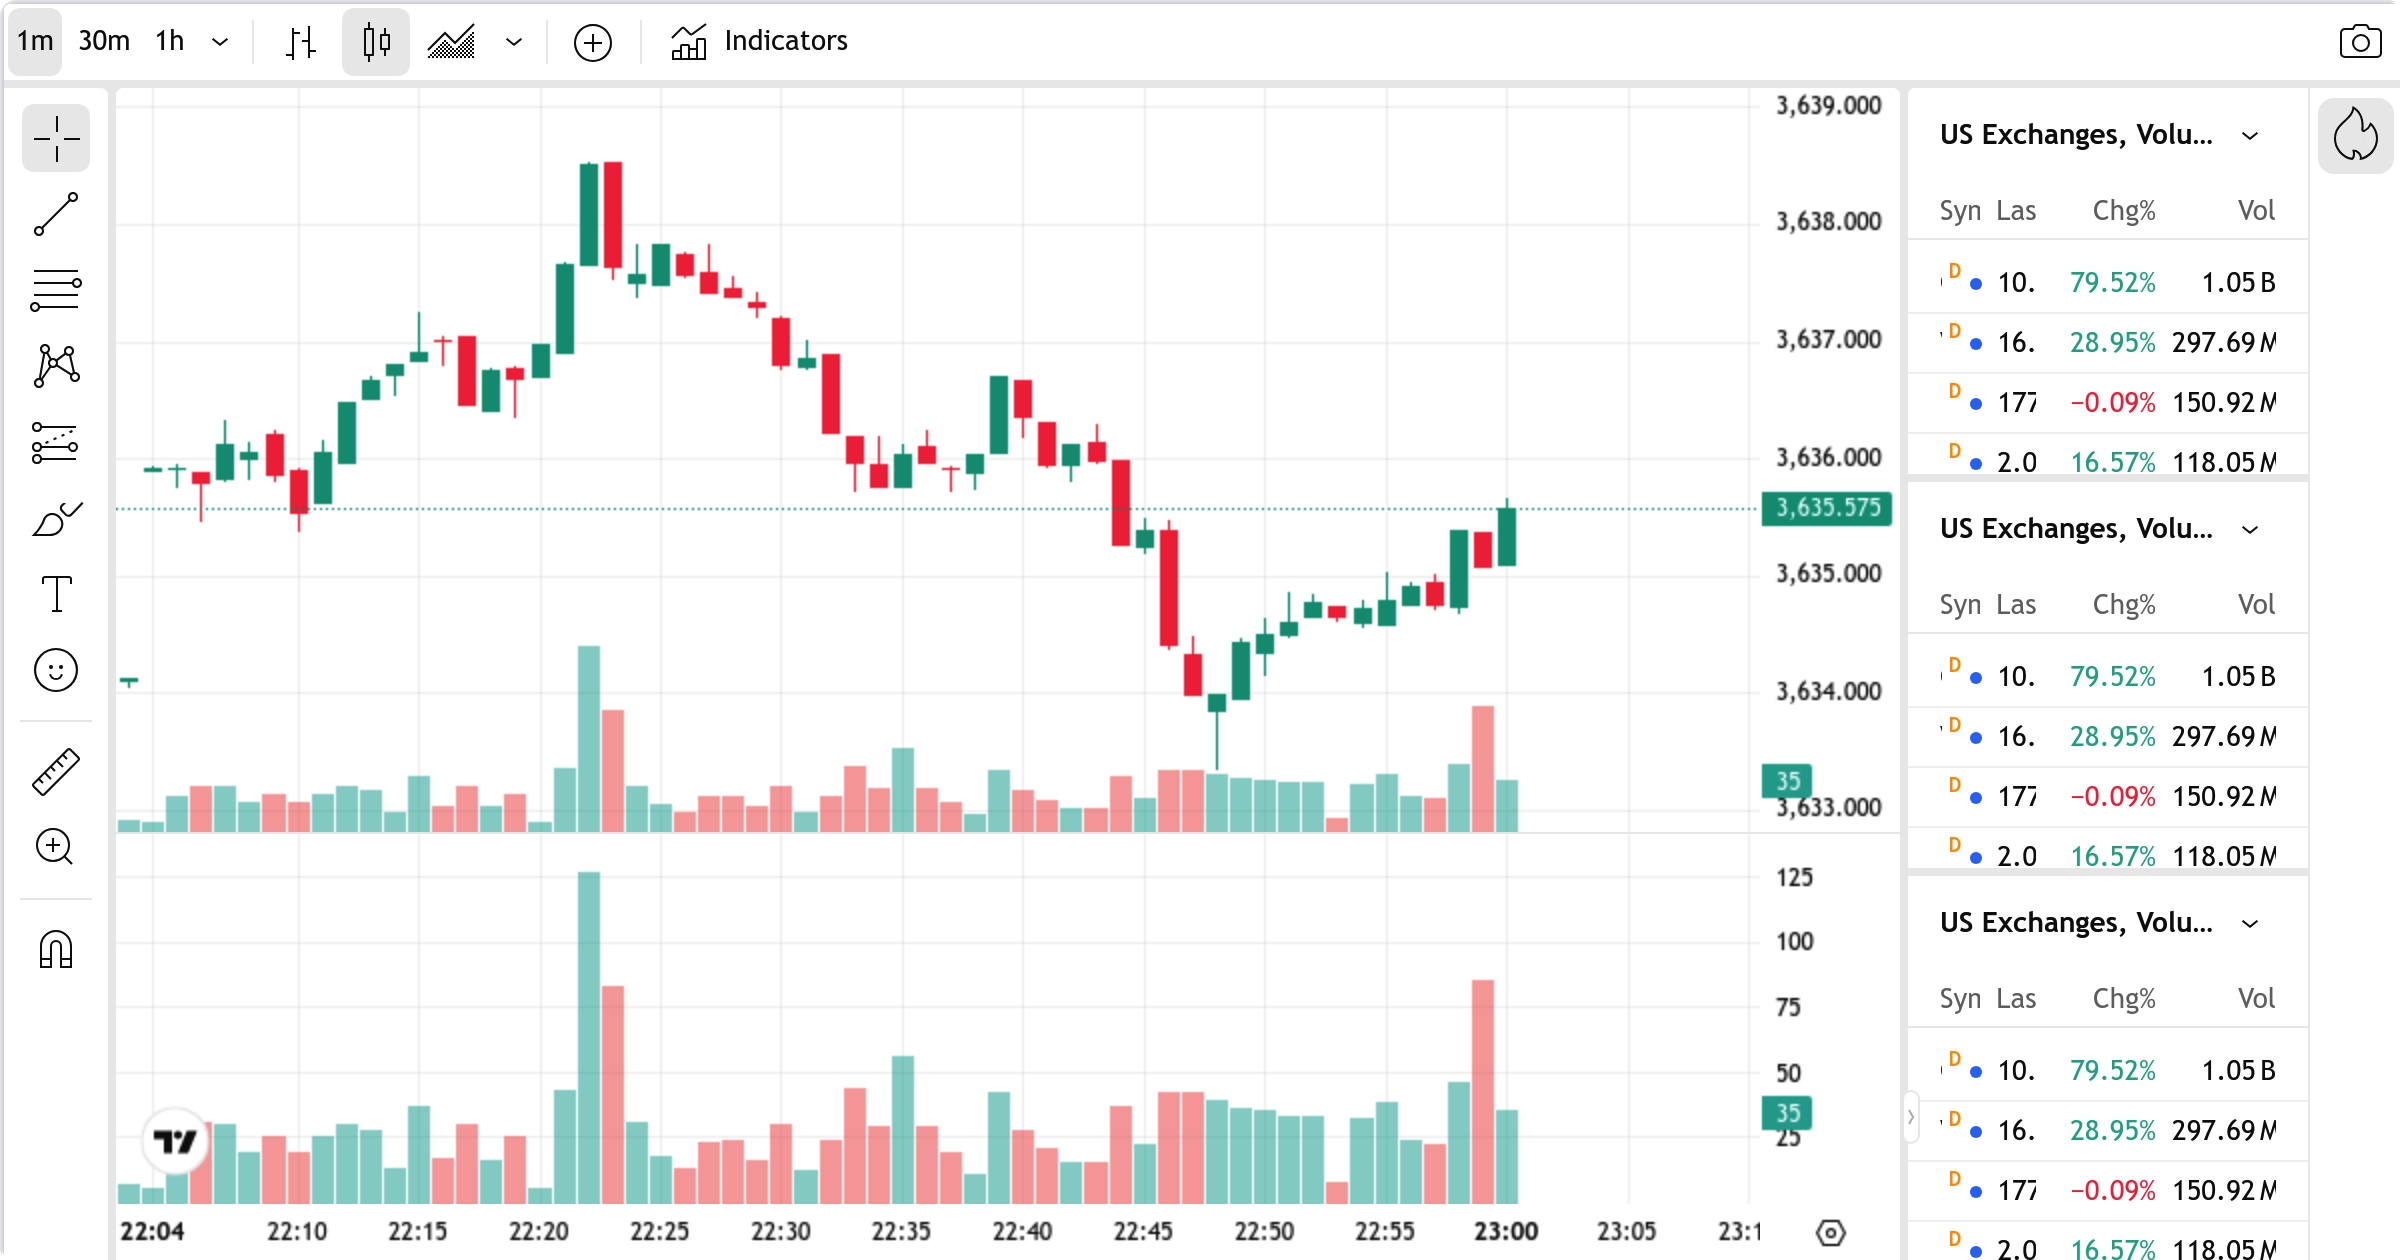 1m 30m 1h Indicators
3,639.000
3,638.000
3,637.000
3,636.000
3,635.575
3,635.000
3,634.000
35
3,633.000
125
100
75
50
35
25
22:04 22:10 22:15 22:20 22:25 22:30 22:35 22:40 22:45 22:50 22:55 23:00 23:05 23:1
US Exchanges, Volu...
Syn Las Chg% Vol
D 10. 79.52% 1.05 B
D 16. 28.95% 297.69 M
D 177 −0.09% 150.92 M
D 2.0 16.57% 118.05 M
US Exchanges, Volu...
Syn Las Chg% Vol
D 10. 79.52% 1.05 B
D 16. 28.95% 297.69 M
D 177 −0.09% 150.92 M
D 2.0 16.57% 118.05 M
US Exchanges, Volu...
Syn Las Chg% Vol
D 10. 79.52% 1.05 B
D 16. 28.95% 297.69 M
D 177 −0.09% 150.92 M
D 2.0 16.57% 118.05 M